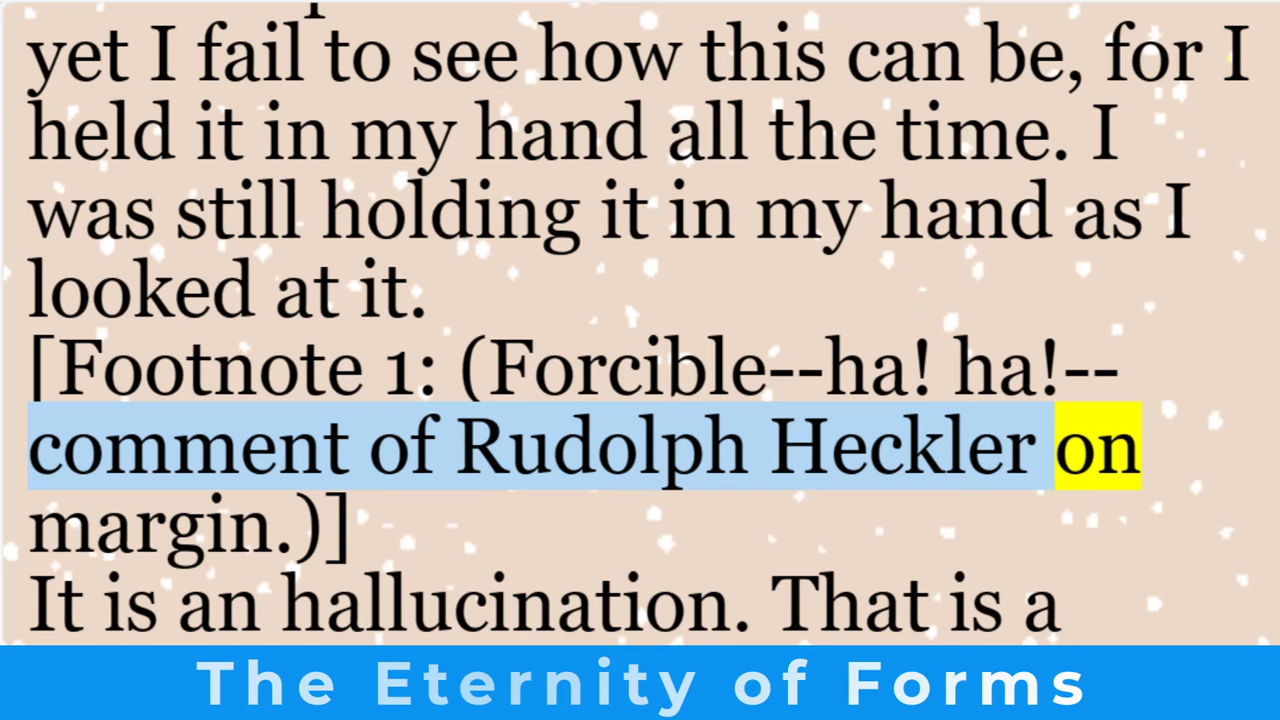 yet I fail to see how this can be, for I
held it in my hand all the time. I
was still holding it in my hand as I
looked at it.
[Footnote 1: (Forcible--ha! ha!--
comment of Rudolph Heckler on
margin.)]
It is an hallucination. That is a
The Eternity of Forms